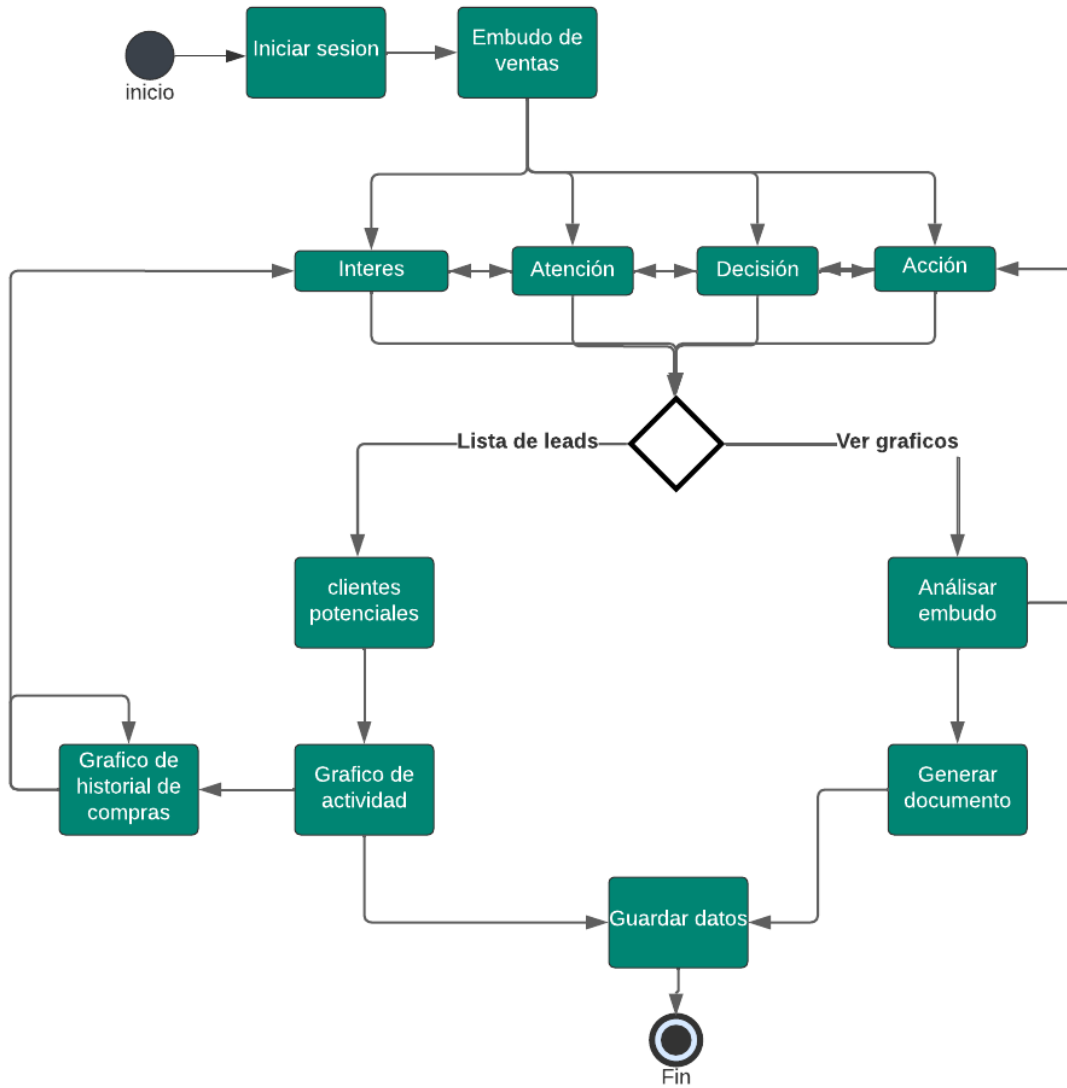 inicio
Iniciar sesion
Embudo de
ventas
Interes
Atención
Decisión
Acción
Lista de leads
Ver graficos
clientes
potenciales
Análisar
embudo
Grafico de
historial de
compras
Grafico de
actividad
Generar
documento
Guardar datos
Fin